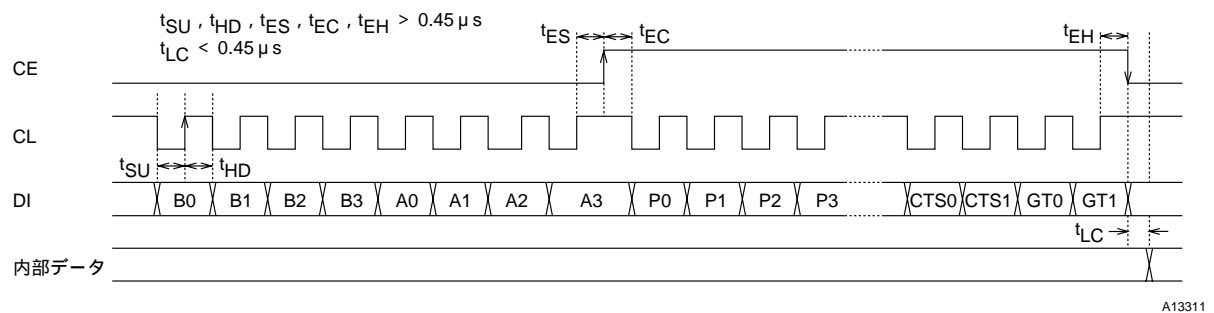 tSU , tHD , tES , tEC , tEH > 0.45 μs
tLC < 0.45 μs
tES tEC tEH
CE
CL
tSU tHD
DI B0 B1 B2 B3 A0 A1 A2 A3 P0 P1 P2 P3 CTS0 CTS1 GT0 GT1
tLC
内部データ
A13311